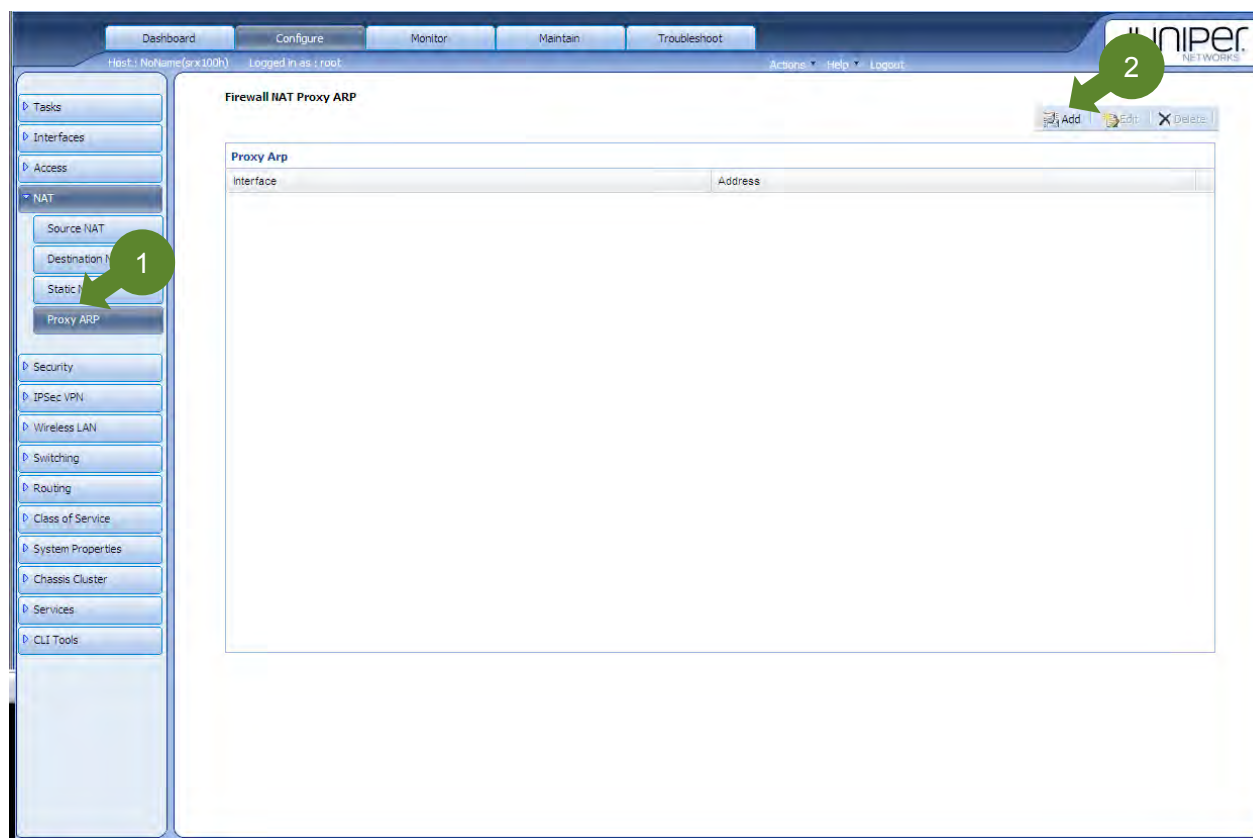 Dashboard Configure Monitor Maintain Troubleshoot
JUNIPER
NETWORKS
Host : NoName(srx100h) Logged in as : root Actions Help Logout
2
Firewall NAT Proxy ARP
Add Edit Delete
Tasks
Interfaces
Access
NAT
Source NAT
Destination N
Static N
Proxy ARP
1
Security
IPSec VPN
Wireless LAN
Switching
Routing
Class of Service
System Properties
Chassis Cluster
Services
CLI Tools
Proxy Arp
Interface Address